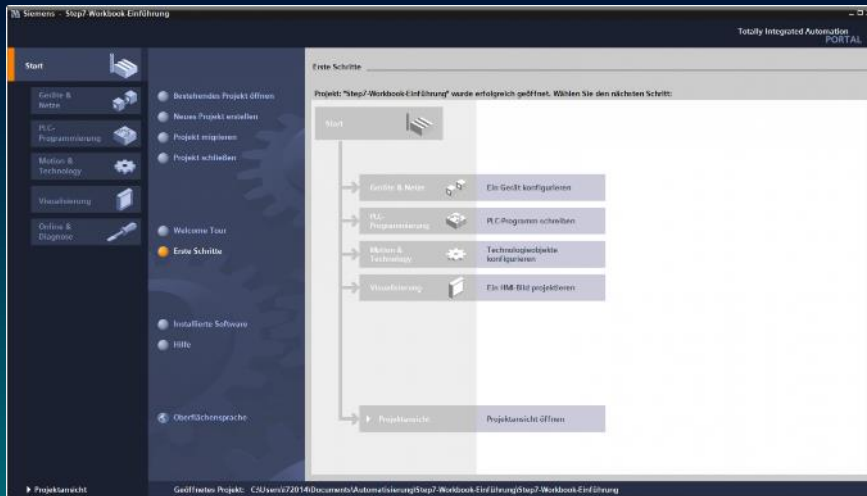 Siemens - Step7-Workbook-Einführung
Totally Integrated Automation
PORTAL
Start
Geräte &
Netze
PLC-
Programmierung
Motion &
Technology
Visualisierung
Online &
Diagnose
Bestehendes Projekt öffnen
Neues Projekt erstellen
Projekt migrieren
Projekt schließen
Welcome Tour
Erste Schritte
Installierte Software
Hilfe
Oberflächensprache
Erste Schritte
Projekt: "Step7-Workbook-Einführung" wurde erfolgreich geöffnet. Wählen Sie den nächsten Schritt:
Start
Geräte & Netze
Ein Gerät konfigurieren
PLC-
Programmierung
PLC-Programm schreiben
Motion &
Technology
Technologieobjekte
konfigurieren
Visualisierung
Ein HMI-Bild projektieren
Projektansicht
Projektansicht öffnen
Projektansicht
Geöffnetes Projekt: C:\Users\i72014\Documents\Automatisierung\Step7-Workbook-Einführung\Step7-Workbook-Einführung